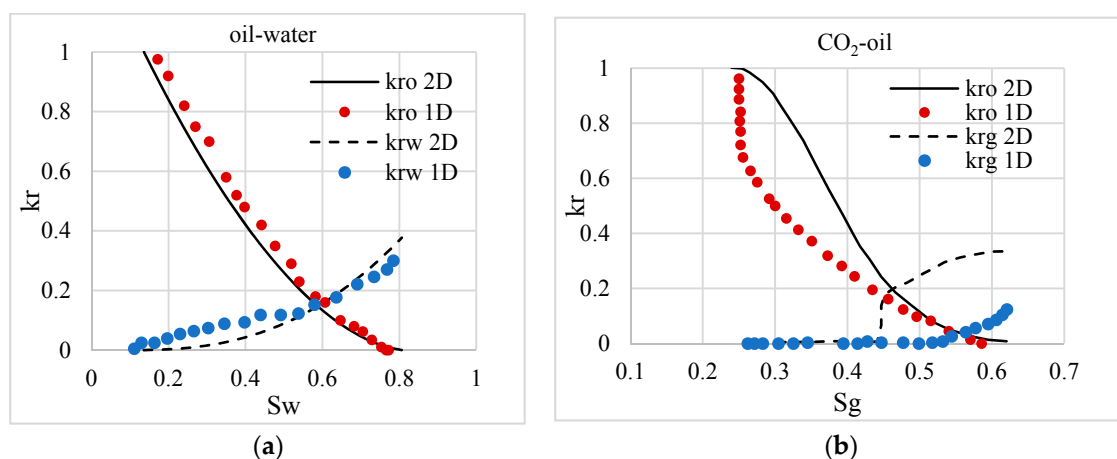 oil-water
kro 2D
kro 1D
krw 2D
krw 1D
kr
1
0.8
0.6
0.4
0.2
0
0 0.2 0.4 0.6 0.8 1
Sw
(a)
CO₂-oil
kro 2D
kro 1D
krg 2D
krg 1D
kr
1
0.8
0.6
0.4
0.2
0
0.1 0.2 0.3 0.4 0.5 0.6 0.7
Sg
(b)